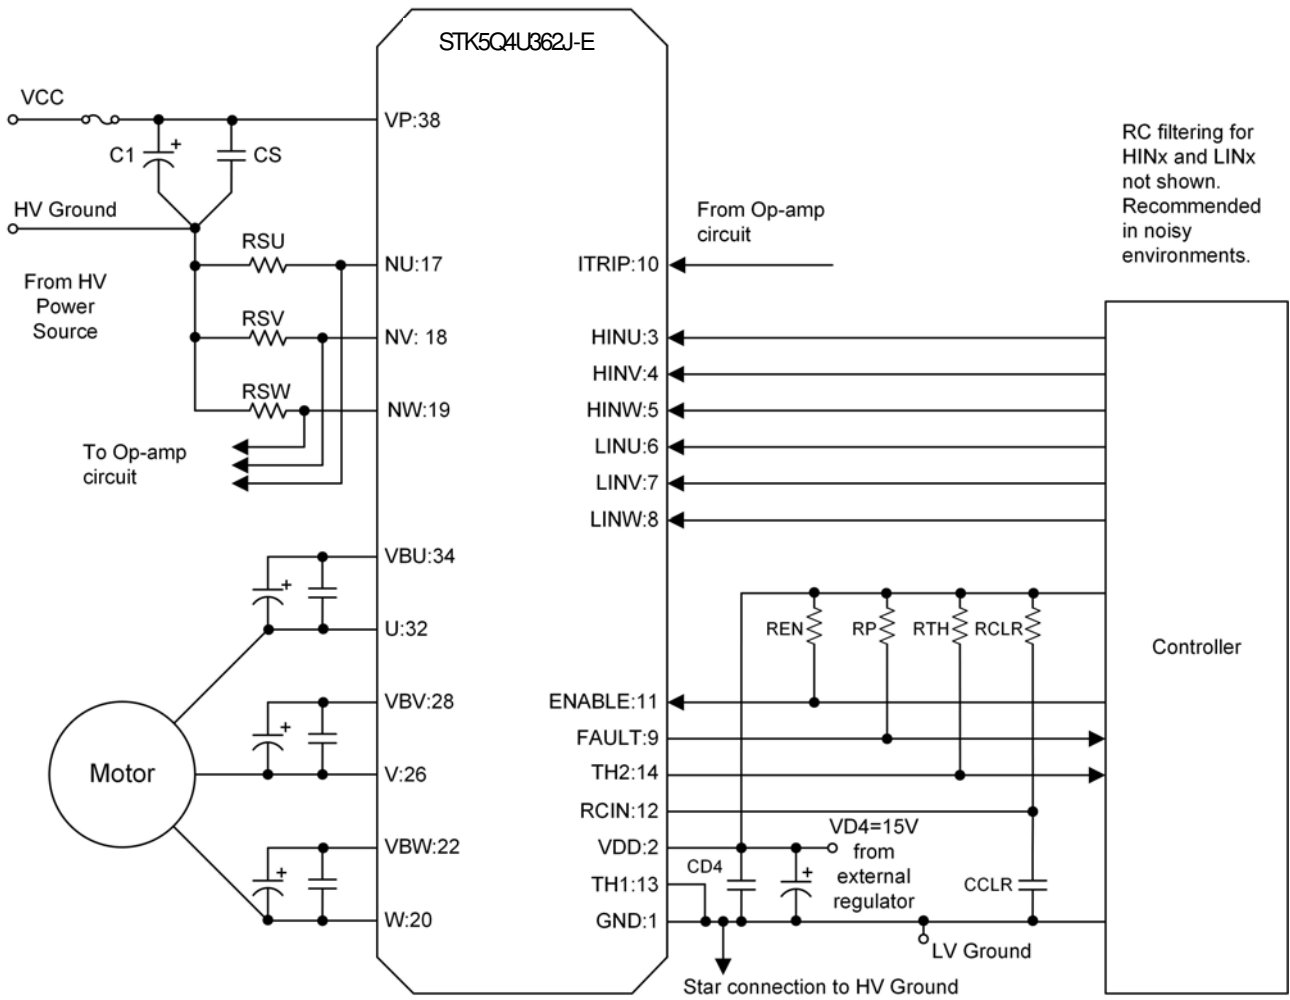 STK5Q4U362J-E
VCC
VP:38
C1
+
CS
HV Ground
RSU
NU:17
From HV
Power
Source
RSV
NV: 18
RSW
NW:19
To Op-amp
circuit
VBU:34
+
U:32
VBV:28
+
V:26
Motor
VBW:22
+
W:20
From Op-amp
circuit
ITRIP:10
HINU:3
HINV:4
HINW:5
LINU:6
LINV:7
LINW:8
RC filtering for
HINx and LINx
not shown.
Recommended
in noisy
environments.
REN
RP
RTH
RCLR
Controller
ENABLE:11
FAULT:9
TH2:14
RCIN:12
VDD:2
TH1:13
GND:1
VD4=15V
from
external
regulator
CD4
+
CCLR
LV Ground
Star connection to HV Ground